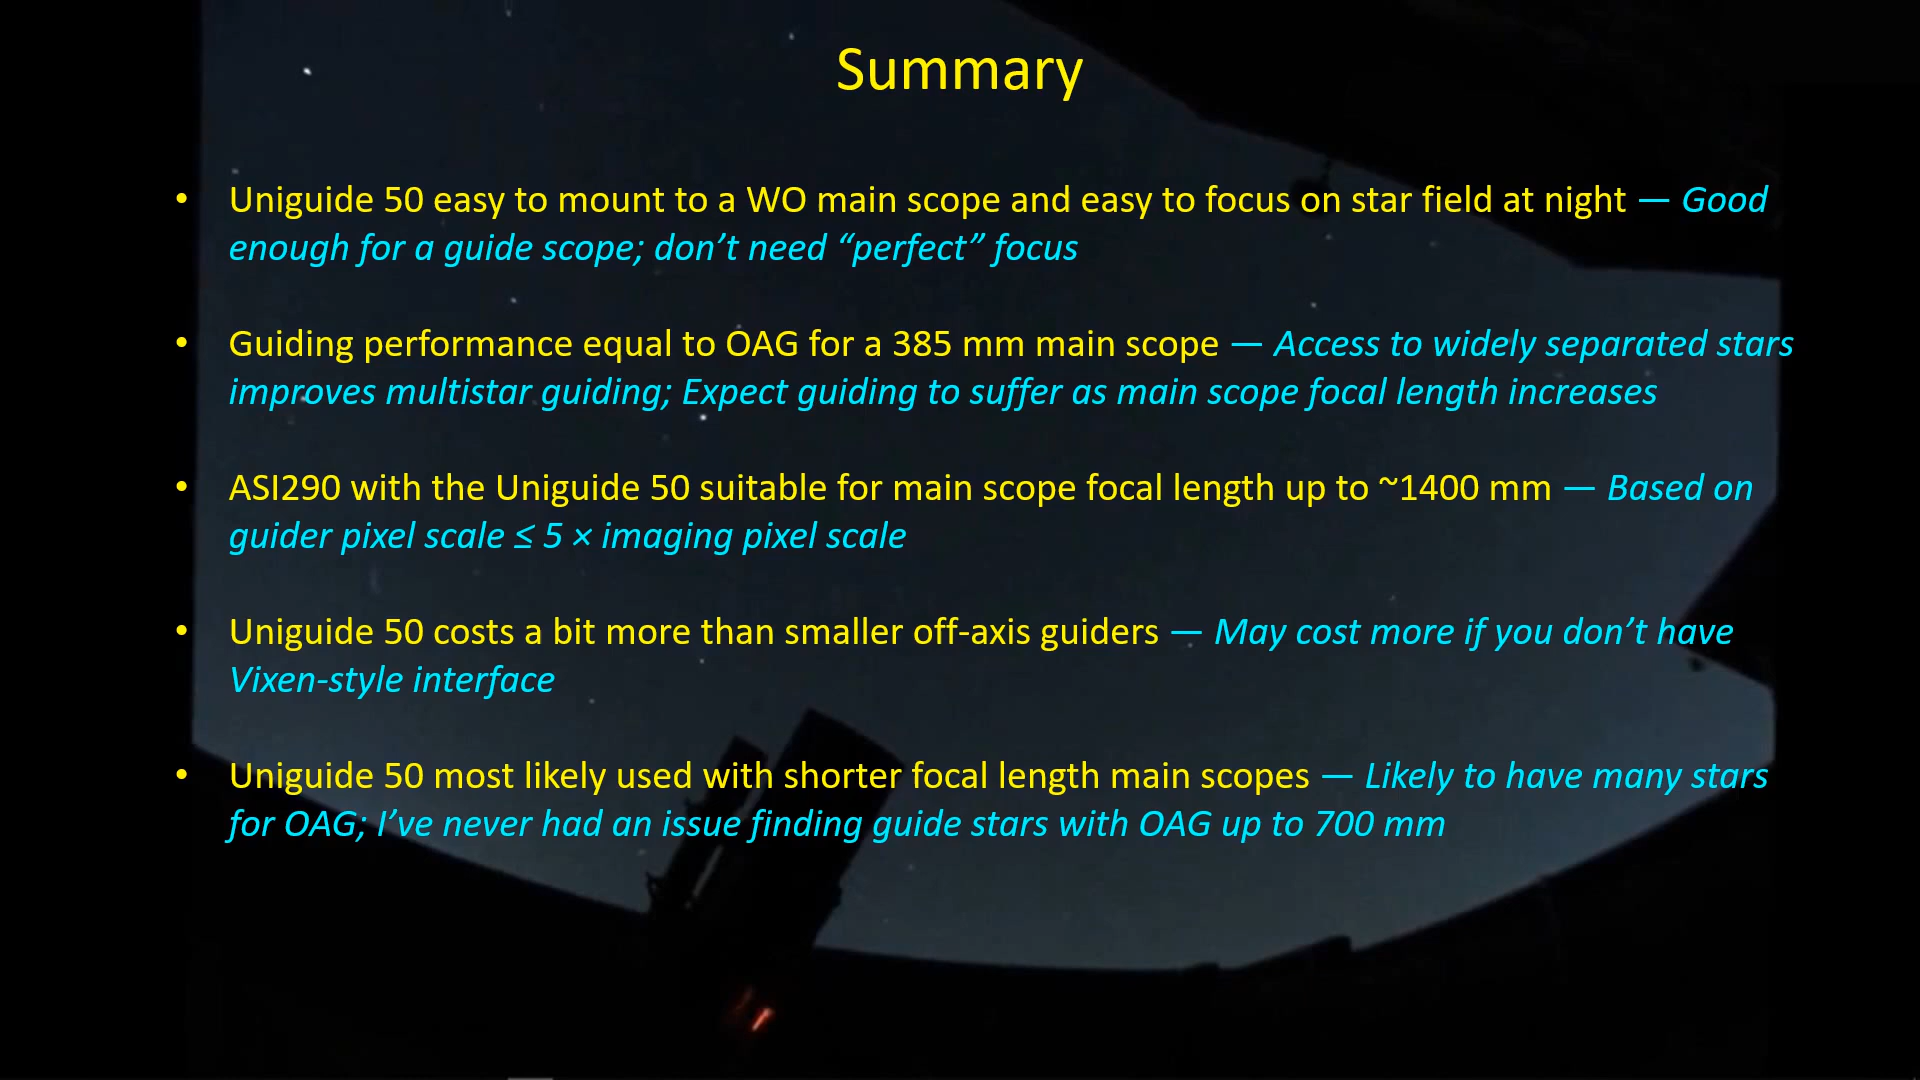 Summary
• Uniguide 50 easy to mount to a WO main scope and easy to focus on star field at night — Good
enough for a guide scope; don’t need “perfect” focus
• Guiding performance equal to OAG for a 385 mm main scope — Access to widely separated stars
improves multistar guiding; Expect guiding to suffer as main scope focal length increases
• ASI290 with the Uniguide 50 suitable for main scope focal length up to ~1400 mm — Based on
guider pixel scale ≤ 5 × imaging pixel scale
• Uniguide 50 costs a bit more than smaller off-axis guiders — May cost more if you don’t have
Vixen-style interface
• Uniguide 50 most likely used with shorter focal length main scopes — Likely to have many stars
for OAG; I’ve never had an issue finding guide stars with OAG up to 700 mm